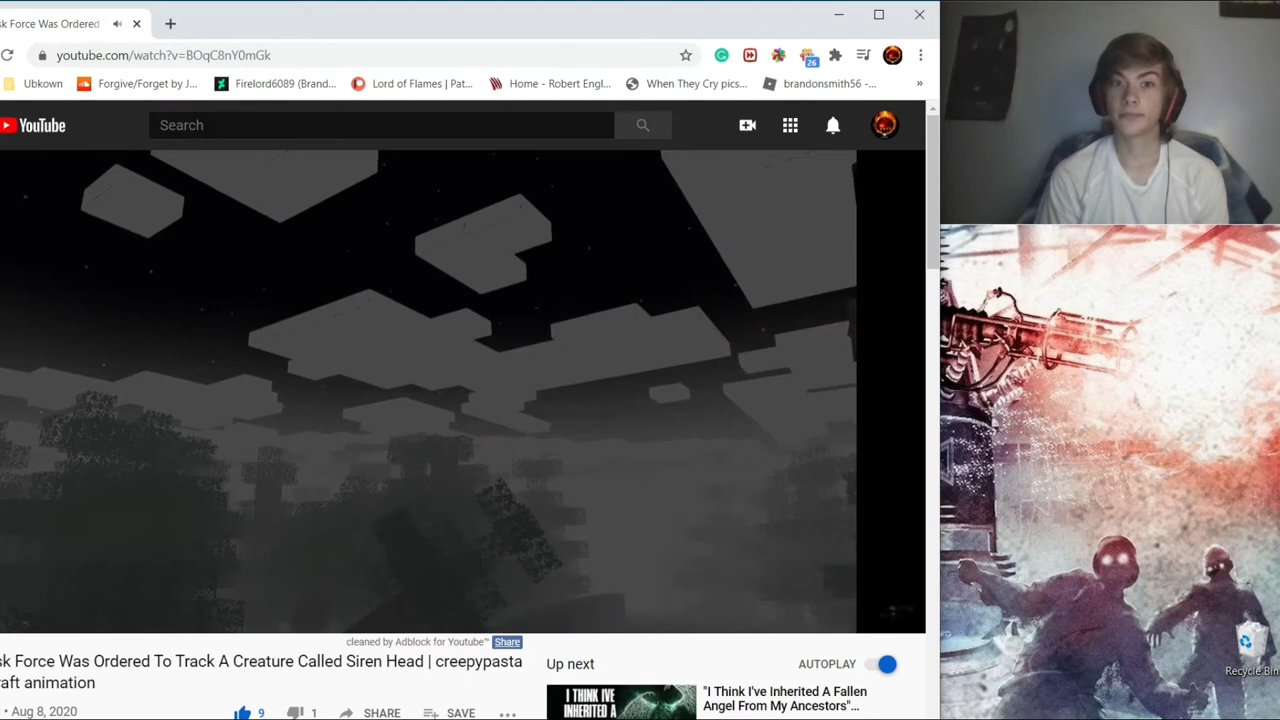 sk Force Was Ordered
youtube.com/watch?v=BOqC8nY0mGk
26
Ubkown
Forgive/Forget by J...
Firelord6089 (Brand...
Lord of Flames | Pat...
Home - Robert Engl...
When They Cry pics...
brandonsmith56 -...
»
YouTube
Search
cleaned by Adblock for Youtube™ Share
sk Force Was Ordered To Track A Creature Called Siren Head | creepypasta
raft animation
• Aug 8, 2020
9
1
SHARE
SAVE
Up next
AUTOPLAY
I THINK I'VE
INHERITED A
"I Think I've Inherited A Fallen
Angel From My Ancestors"...
Recycle Bin